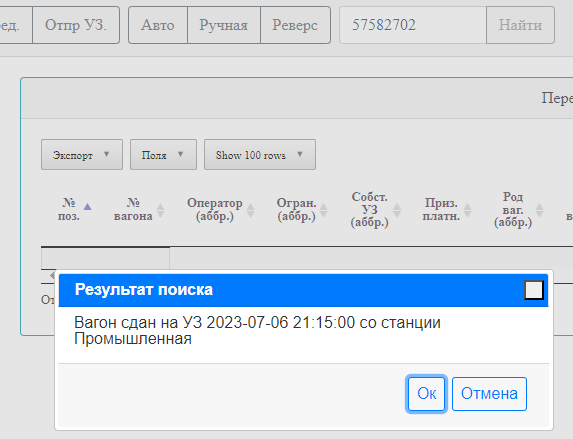 ред. Отпр УЗ. Авто Ручная Реверс 57582702 Найти
Пере
Экспорт Поля Show 100 rows
№ поз. № вагона Оператор (аббр.) Огран. (аббр.) Собст. УЗ (аббр.) Приз. платн. Род ваг. (аббр.)
Результат поиска
Вагон сдан на УЗ 2023-07-06 21:15:00 со станции
Промышленная
Ок Отмена